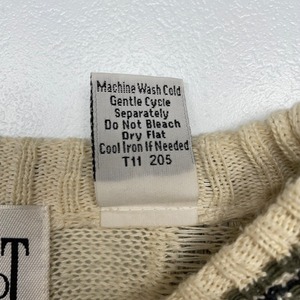 Machine Wash Cold
Gentle Cycle
Separately
Do Not Bleach
Dry Flat
Cool Iron If Needed
T11 205